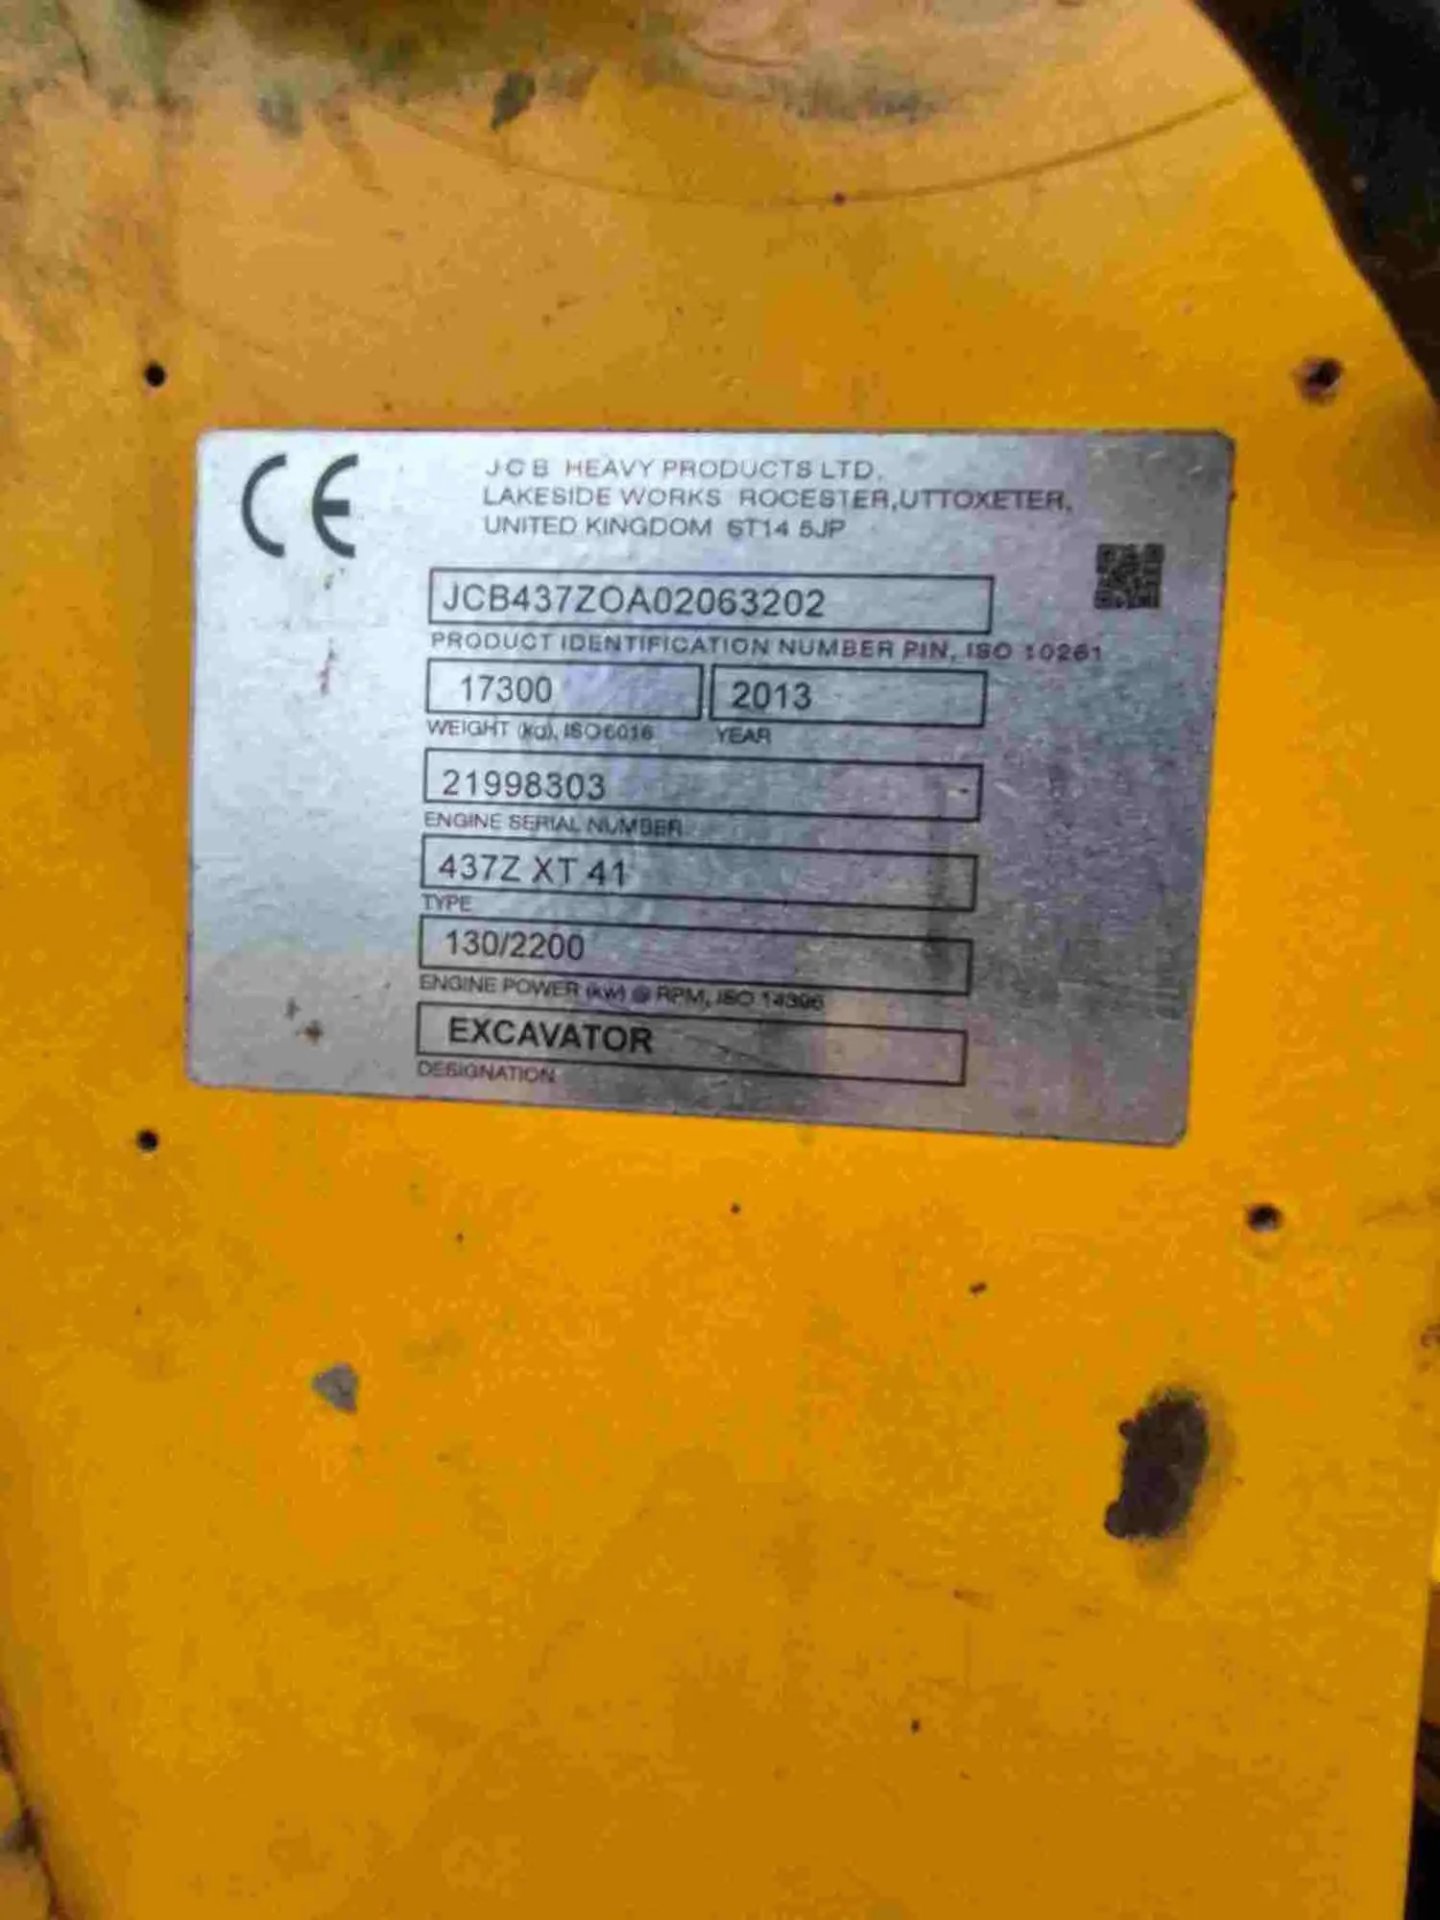 CE
JCB HEAVY PRODUCTS LTD,
LAKESIDE WORKS ROCESTER, UTTOXETER,
UNITED KINGDOM ST14 5JP
JCB437ZOA02063202
PRODUCT IDENTIFICATION NUMBER PIN, ISO 10261
17300 2013
WEIGHT (kg), ISO6016 YEAR
21998303
ENGINE SERIAL NUMBER
437Z XT 41
TYPE
130/2200
ENGINE POWER (kW) @ RPM, ISO 14396
EXCAVATOR
DESIGNATION